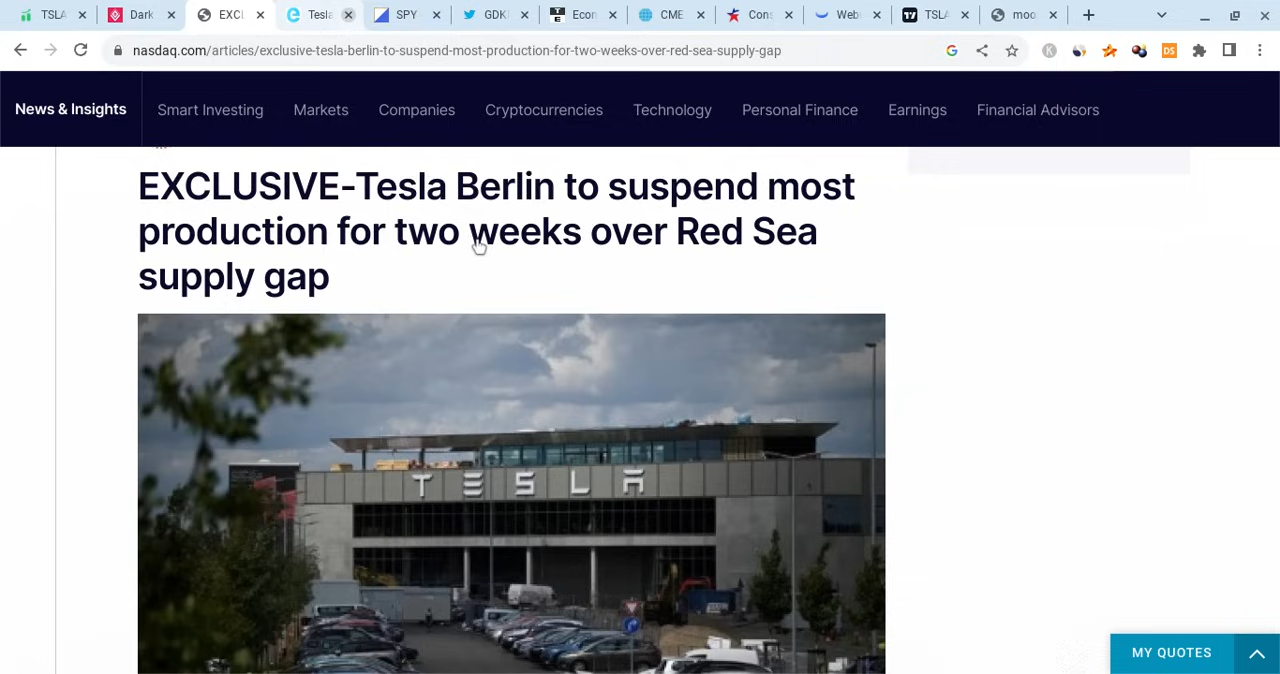 TSLA
Dark
EXCL
Tesla
SPY
GDK
Econ
CME
Cons
Web
TSLA
moo
nasdaq.com/articles/exclusive-tesla-berlin-to-suspend-most-production-for-two-weeks-over-red-sea-supply-gap
News & Insights
Smart Investing
Markets
Companies
Cryptocurrencies
Technology
Personal Finance
Earnings
Financial Advisors
EXCLUSIVE-Tesla Berlin to suspend most
production for two weeks over Red Sea
supply gap
TESLA
MY QUOTES